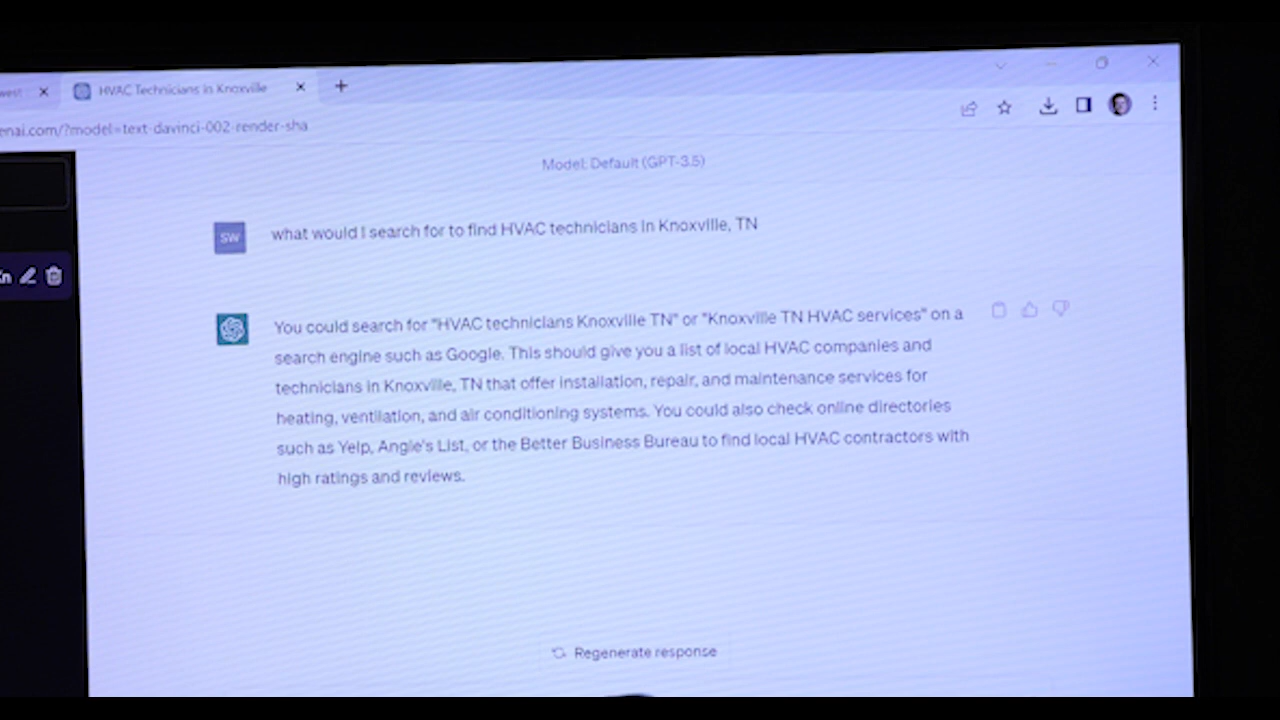 west
HVAC Technicians in Knoxville
enai.com/?model=text-davinci-002-render-sha
Model: Default (GPT-3.5)
SW
what would I search for to find HVAC technicians in Knoxville, TN
You could search for "HVAC technicians Knoxville TN" or "Knoxville TN HVAC services" on a
search engine such as Google. This should give you a list of local HVAC companies and
technicians in Knoxville, TN that offer installation, repair, and maintenance services for
heating, ventilation, and air conditioning systems. You could also check online directories
such as Yelp, Angie's List, or the Better Business Bureau to find local HVAC contractors with
high ratings and reviews.
Regenerate response